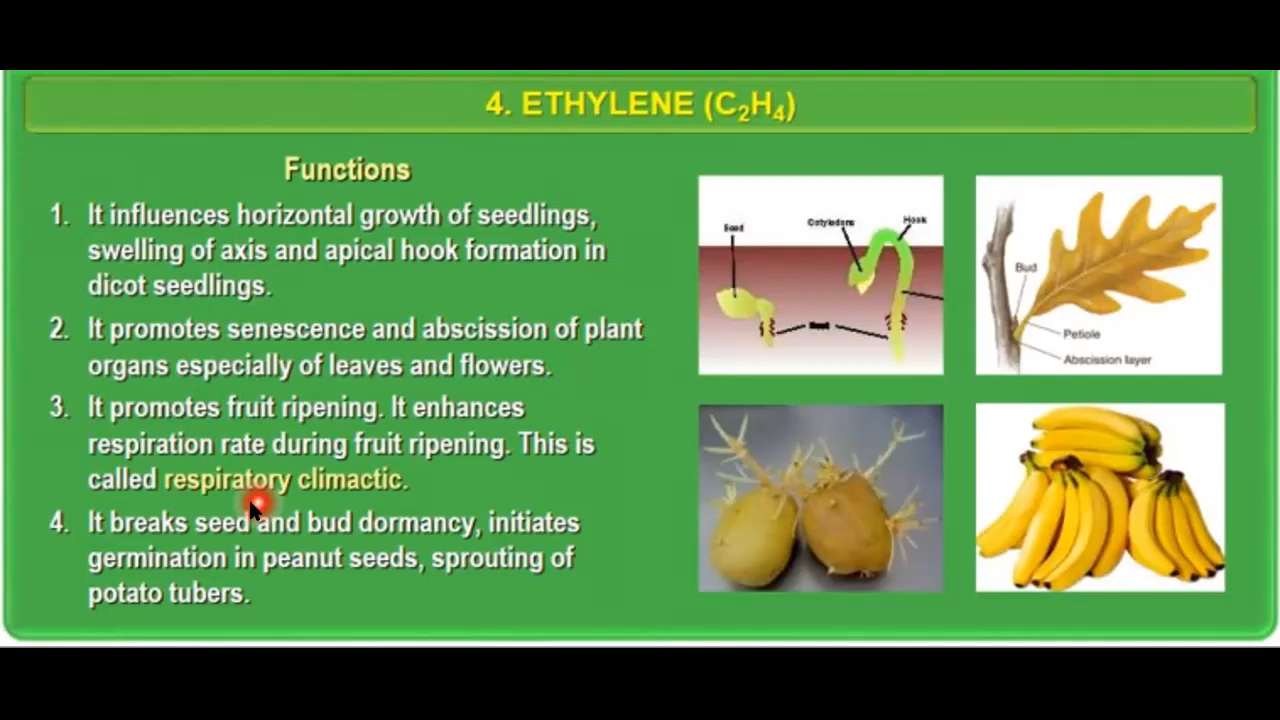 4. ETHYLENE (C₂H₄)
Functions
1. It influences horizontal growth of seedlings,
swelling of axis and apical hook formation in
dicot seedlings.
2. It promotes senescence and abscission of plant
organs especially of leaves and flowers.
3. It promotes fruit ripening. It enhances
respiration rate during fruit ripening. This is
called respiratory climactic.
4. It breaks seed and bud dormancy, initiates
germination in peanut seeds, sprouting of
potato tubers.
Seed
Cotyledons
Hook
Bud
Petiole
Abscission layer